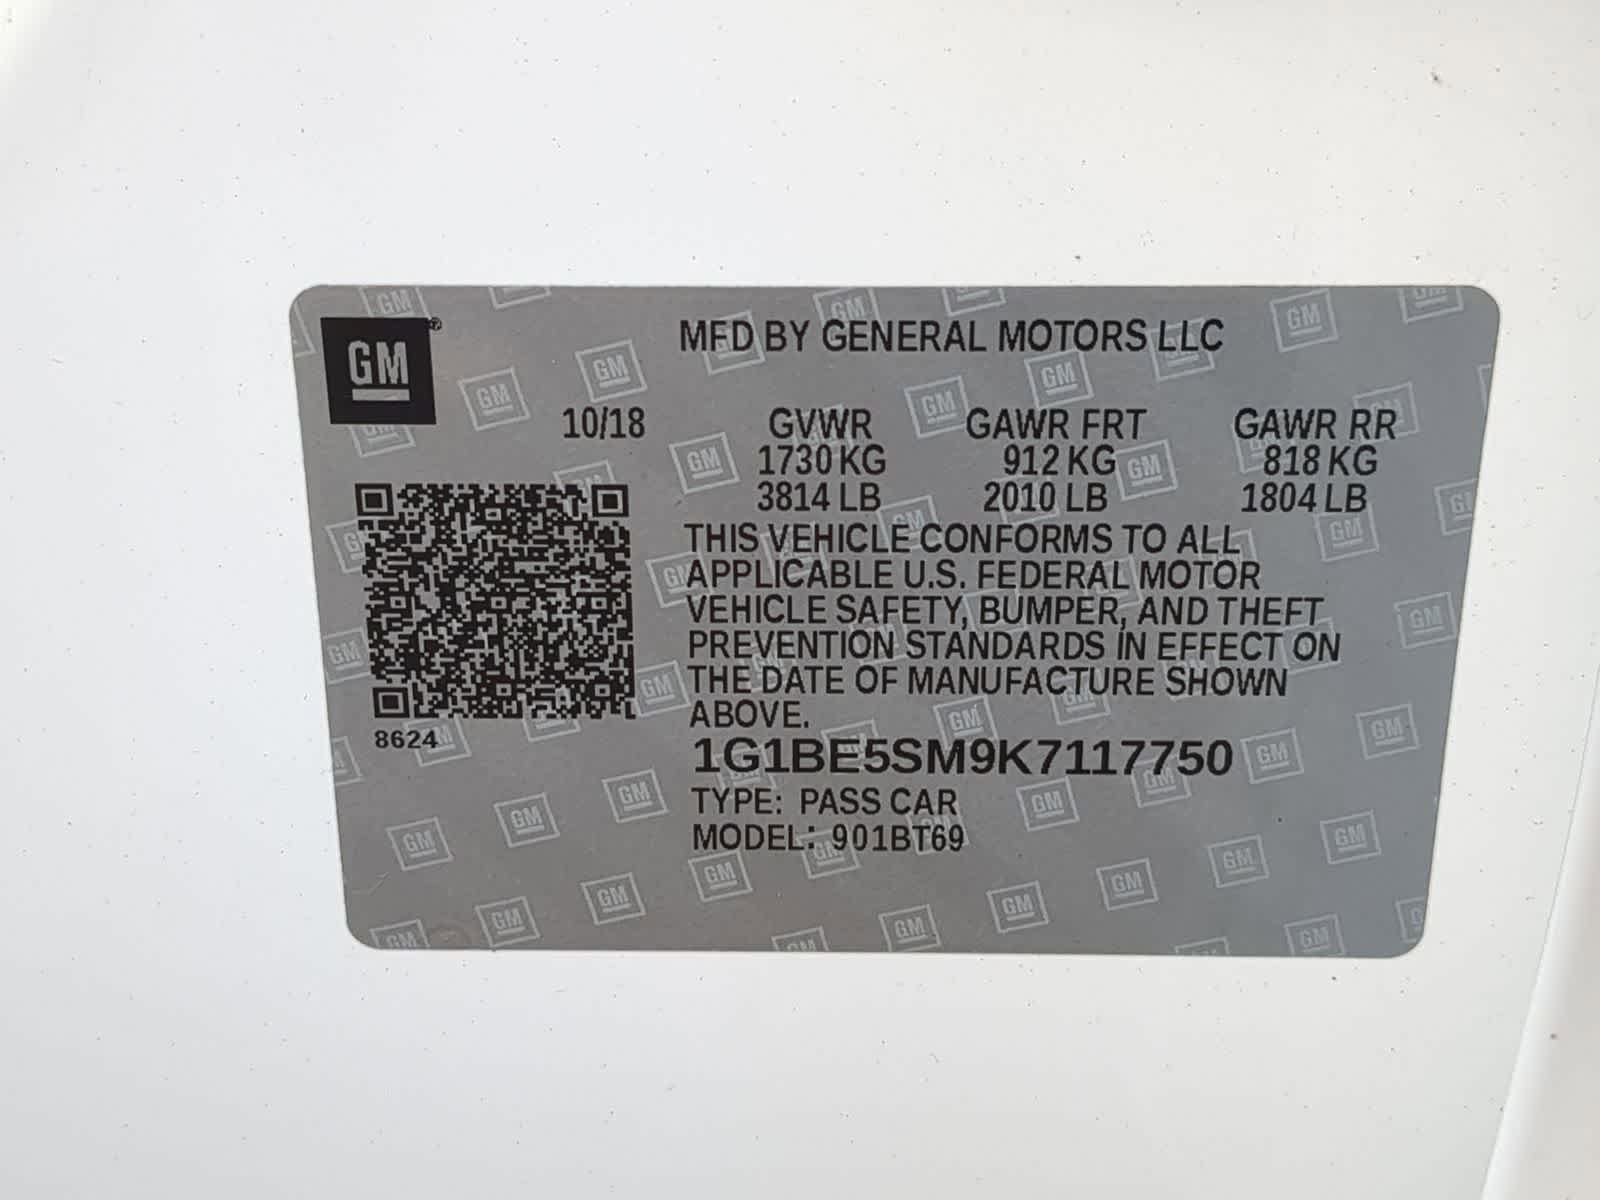 GM
MFD BY GENERAL MOTORS LLC
10/18 GVWR GAWR FRT GAWR RR
1730 KG 912 KG 818 KG
3814 LB 2010 LB 1804 LB
THIS VEHICLE CONFORMS TO ALL
APPLICABLE U.S. FEDERAL MOTOR
VEHICLE SAFETY, BUMPER, AND THEFT
PREVENTION STANDARDS IN EFFECT ON
THE DATE OF MANUFACTURE SHOWN
ABOVE.
8624
1G1BE5SM9K7117750
TYPE: PASS CAR
MODEL: 901BT69